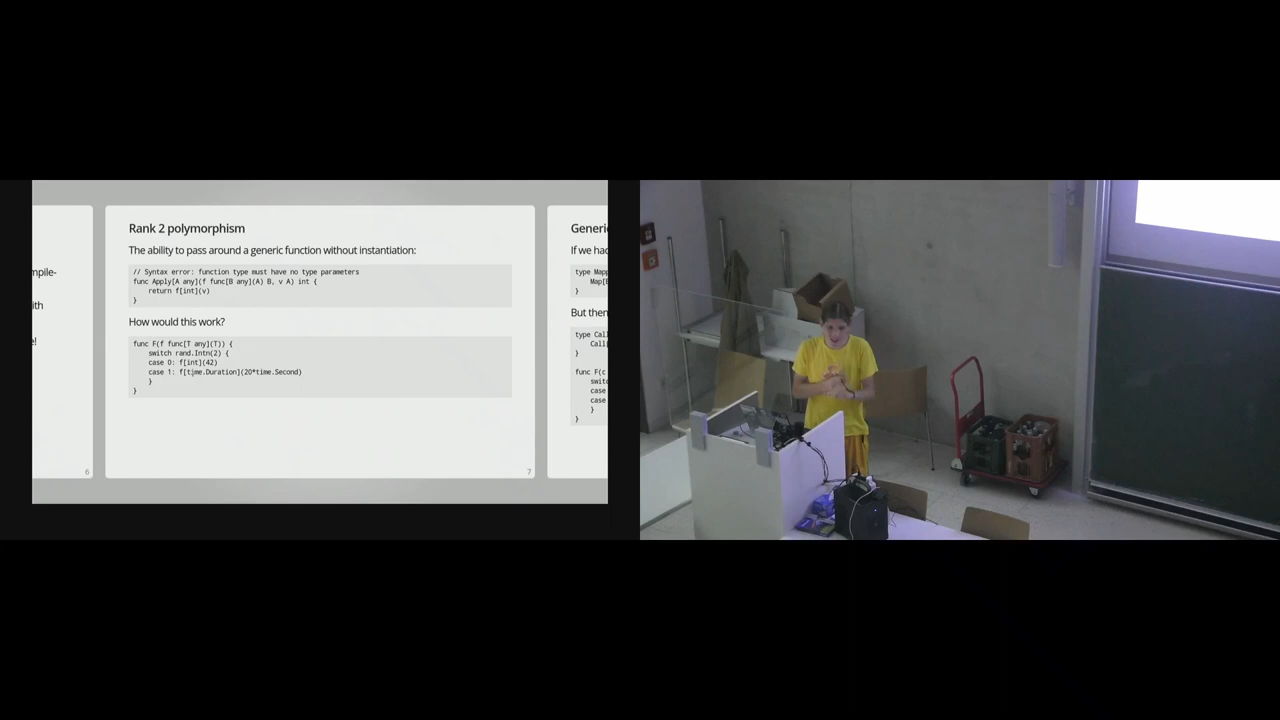 mpile-
ith
e!
6
Rank 2 polymorphism
The ability to pass around a generic function without instantiation:
// Syntax error: function type must have no type parameters
func Apply[A any](f func[B any](A) B, v A) int {
    return f[int](v)
}
How would this work?
func F(f func[T any](T)) {
    switch rand.Intn(2) {
    case 0: f[int](42)
    case 1: f[time.Duration](20*time.Second)
    }
}
7
Generic
If we had
type Mapp
    Map[B
}
But then
type Call
    Call[
}
func F(c
    switc
    case
    case
    }
}